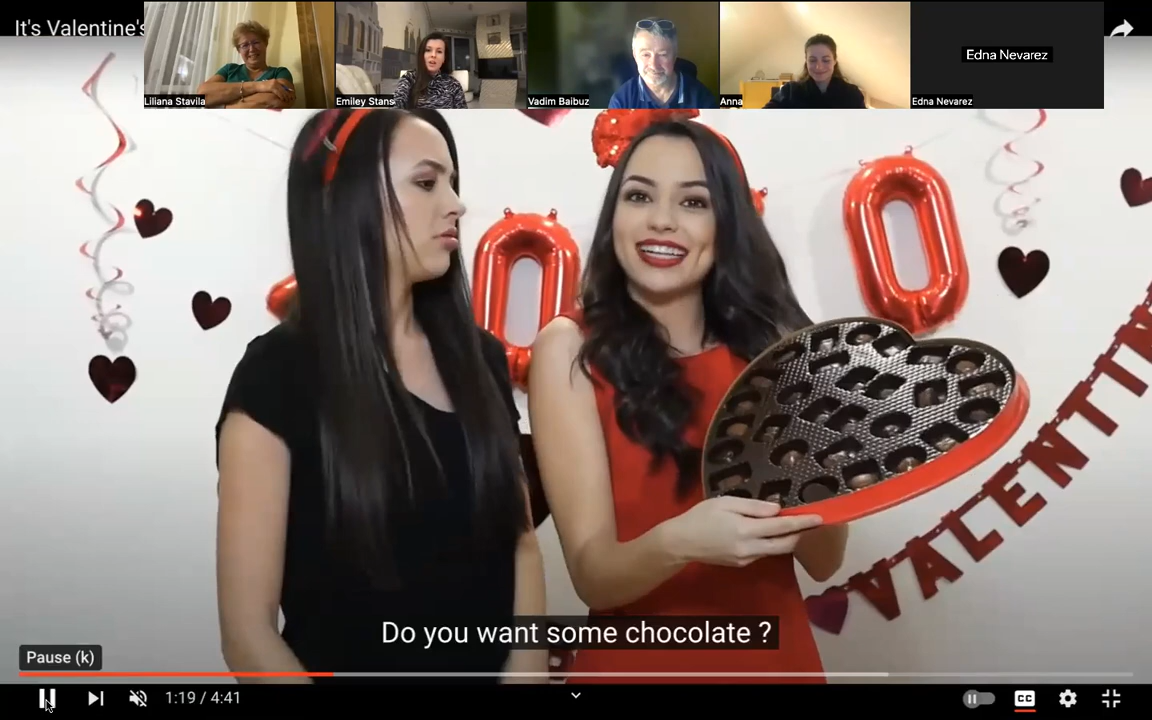 It's Valentine's
Liliana Stavila
Emiley Stans
Vadim Baibuz
Anna
Edna Nevarez
Edna Nevarez
VALENTIN
Do you want some chocolate ?
Pause (k)
1:19 / 4:41
CC